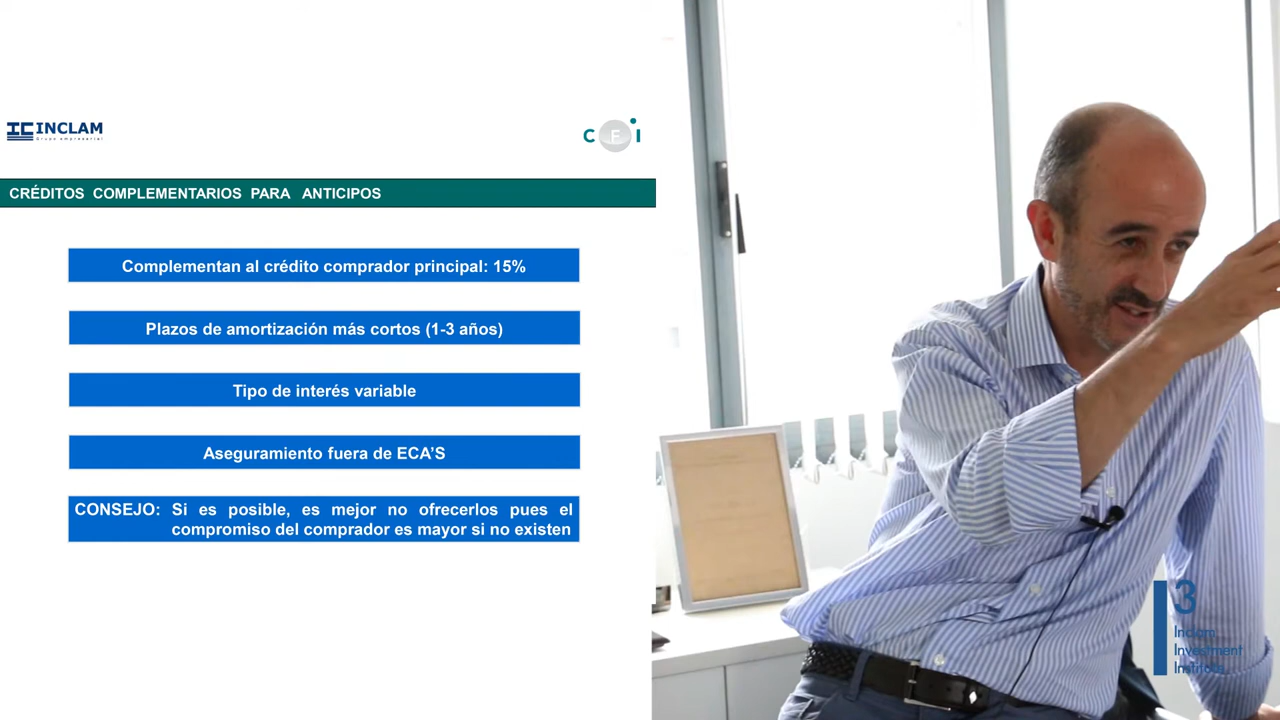 INCLAM
Grupo empresarial
CEi
CRÉDITOS COMPLEMENTARIOS PARA ANTICIPOS
Complementan al crédito comprador principal: 15%
Plazos de amortización más cortos (1-3 años)
Tipo de interés variable
Aseguramiento fuera de ECA'S
CONSEJO: Si es posible, es mejor no ofrecerlos pues el
compromiso del comprador es mayor si no existen
3
Inclam
Investment
Institute